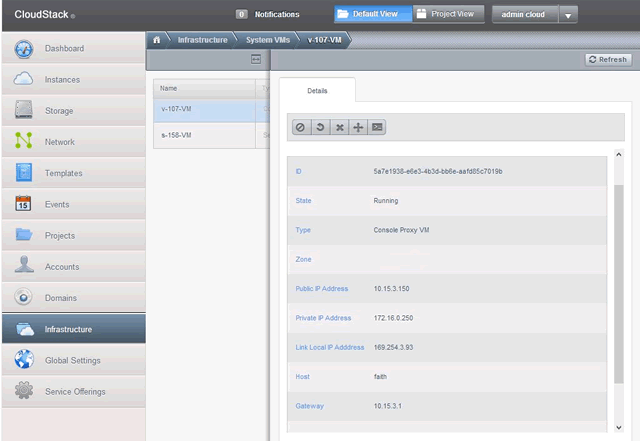 CloudStack ©
0 Notifications
Default View
Project View
admin cloud
Infrastructure
System VMs
v-107-VM
Refresh
Dashboard
Instances
Storage
Network
Templates
15
Events
Projects
Accounts
Domains
Infrastructure
Global Settings
Service Offerings
Name
v-107-VM
s-158-VM
Details
ID 5a7e1938-e6e3-4b3d-bb6e-aafd85c7019b
State Running
Type Console Proxy VM
Zone
Public IP Address 10.15.3.150
Private IP Address 172.16.0.250
Link Local IP Adddress 169.254.3.93
Host faith
Gateway 10.15.3.1